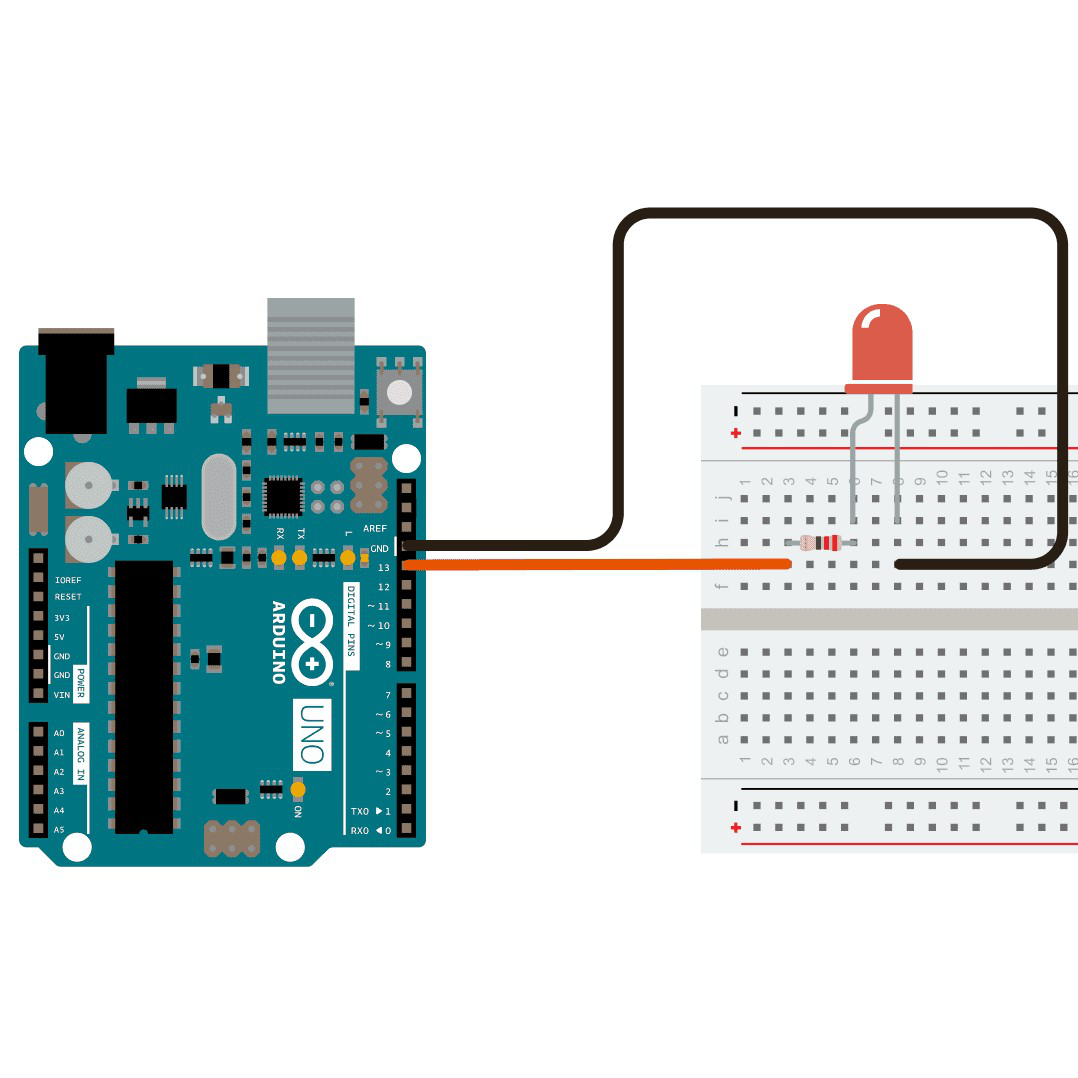 AREF
GND
13
12
~ 11
~ 10
~ 9
8
7
~ 6
~ 5
4
~ 3
2
TX0 ▶ 1
RX0 ◀ 0
RX
TX
L
DIGITAL PINS
ARDUINO
®
UNO
ON
IOREF
RESET
3V3
5V
GND
GND
VIN
POWER
A0
A1
A2
A3
A4
A5
ANALOG IN
+
1 2 3 4 5 6 7 8 9 10 11 12 13 14 15 16
j
i
h
f
e
d
c
b
a
1 2 3 4 5 6 7 8 9 10 11 12 13 14 15 16
+